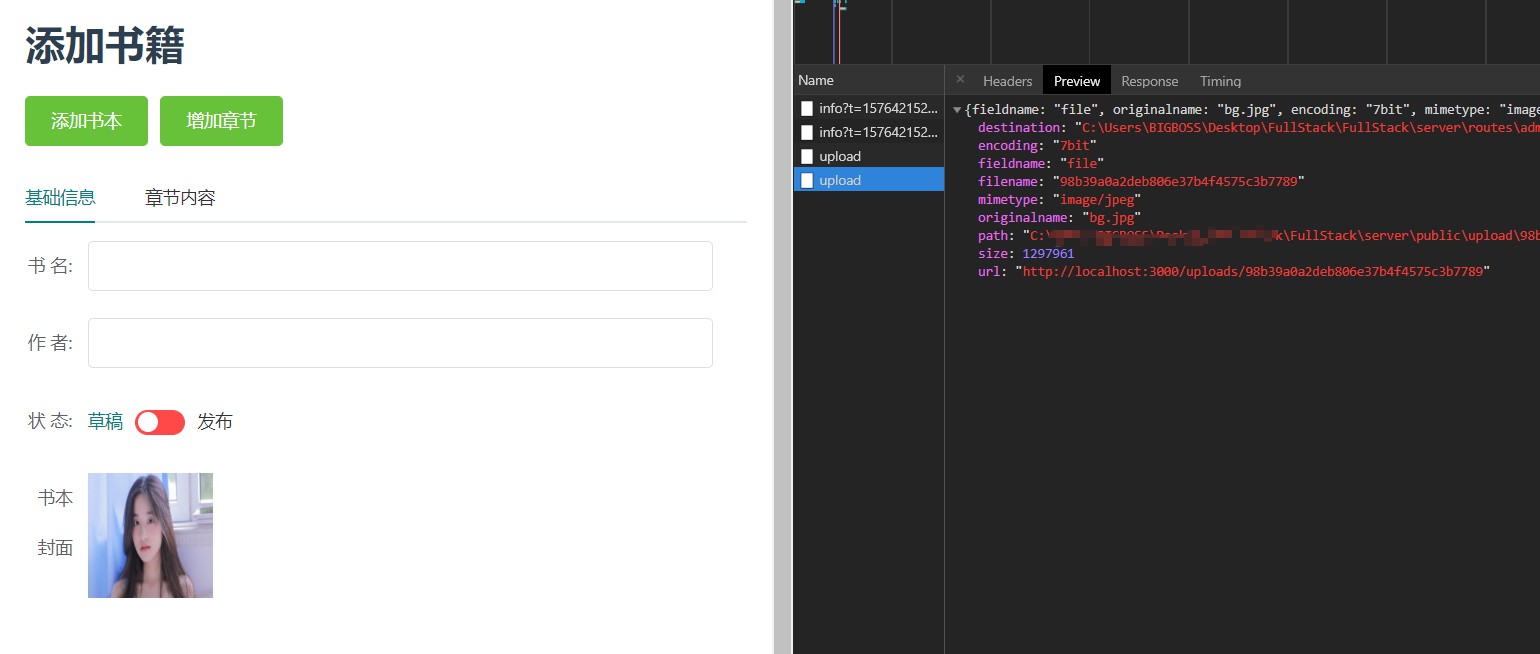 添加书籍
添加书本 增加章节
基础信息 章节内容
书 名:
作 者:
状 态: 草稿 发布
书本
封面
Name
info?t=157642152...
info?t=157642152...
upload
upload
× Headers Preview Response Timing
{fieldname: "file", originalname: "bg.jpg", encoding: "7bit", mimetype: "image
destination: "C:\Users\BIGBOSS\Desktop\FullStack\FullStack\server\routes\adm
encoding: "7bit"
fieldname: "file"
filename: "98b39a0a2deb806e37b4f4575c3b7789"
mimetype: "image/jpeg"
originalname: "bg.jpg"
path: "C:\ k\FullStack\server\public\upload\98b
size: 1297961
url: "http://localhost:3000/uploads/98b39a0a2deb806e37b4f4575c3b7789"